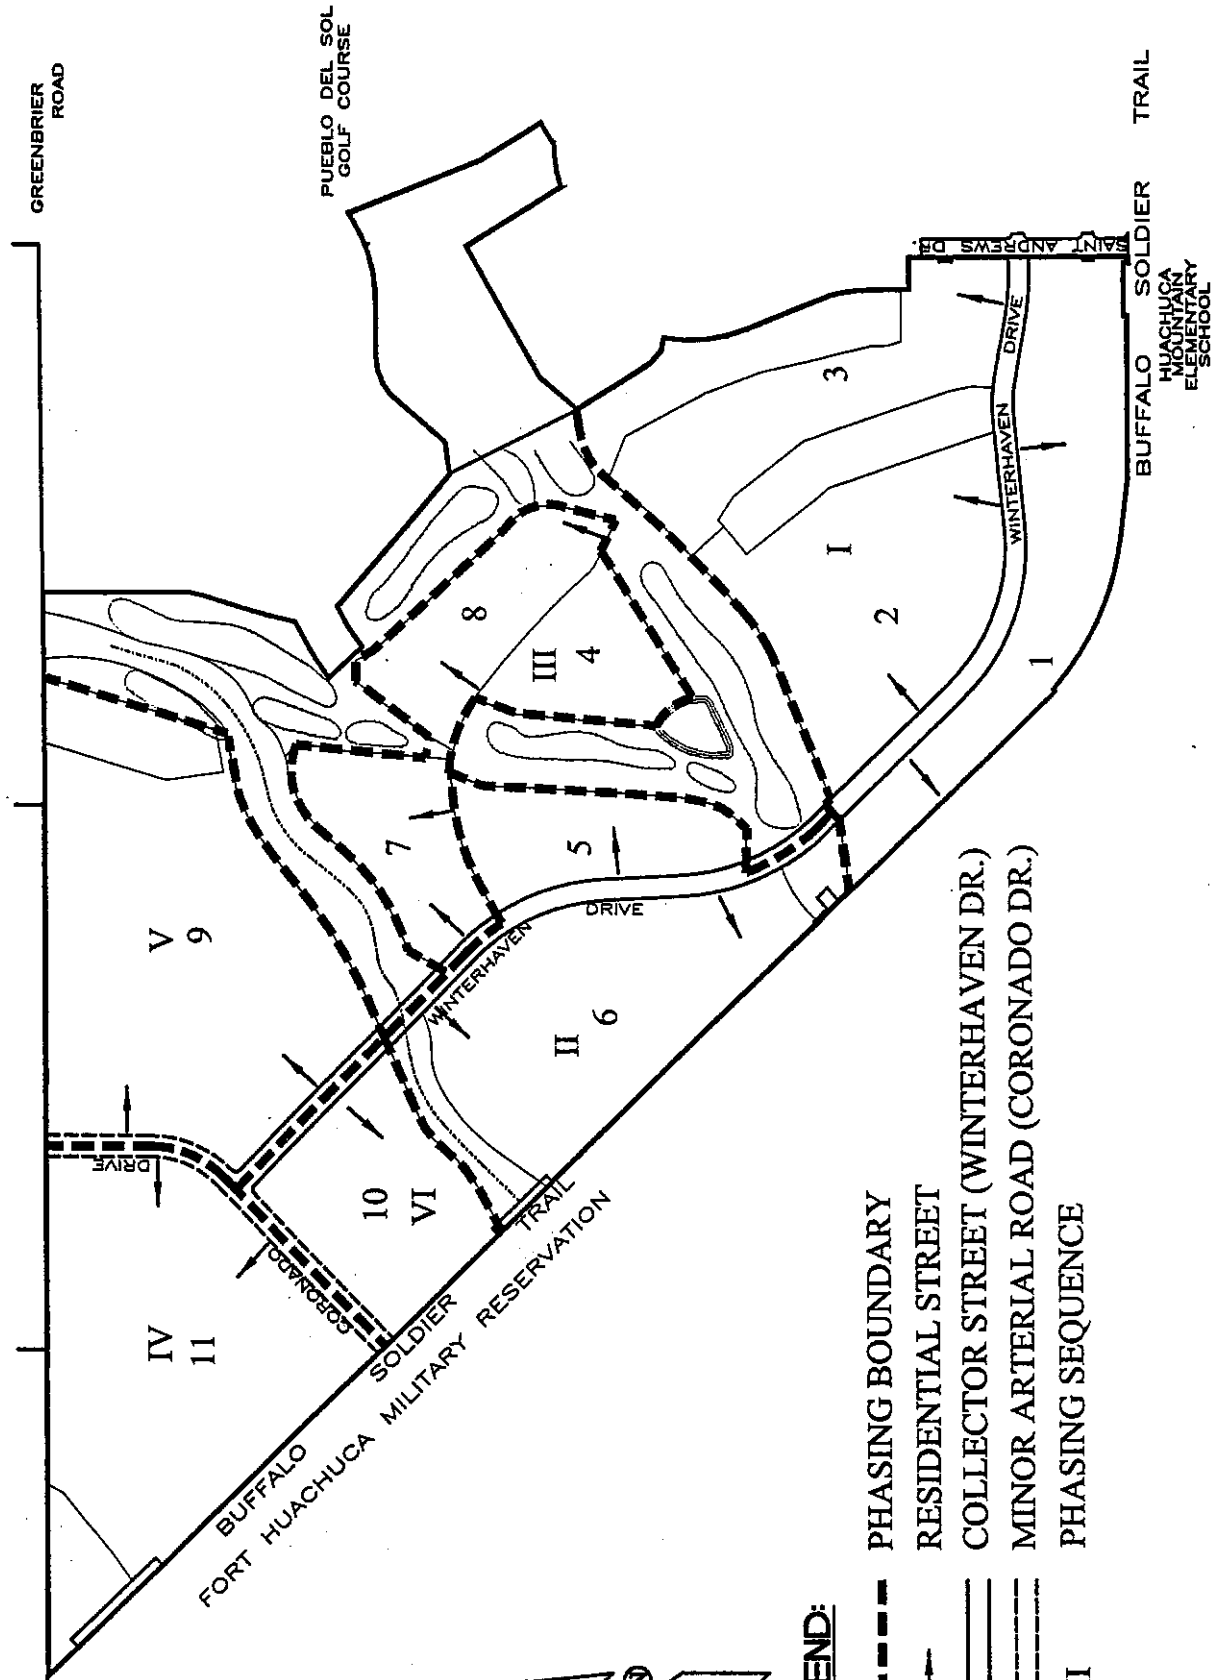 GREENBRIER
ROAD
PUEBLO DEL SOL
GOLF COURSE
SAINT ANDREWS DR
BUFFALO SOLDIER TRAIL
HUACHUCA
MOUNTAIN
ELEMENTARY
SCHOOL
WINTERHAVEN DRIVE
3
I
2
1
8
III
4
7
5
V
9
II
6
WINTERHAVEN
DRIVE
10
VI
IV
11
CORONADO
DRIVE
BUFFALO SOLDIER TRAIL
FORT HUACHUCA MILITARY RESERVATION
END:
PHASING BOUNDARY
RESIDENTIAL STREET
COLLECTOR STREET (WINTERHAVEN DR.)
MINOR ARTERIAL ROAD (CORONADO DR.)
I PHASING SEQUENCE